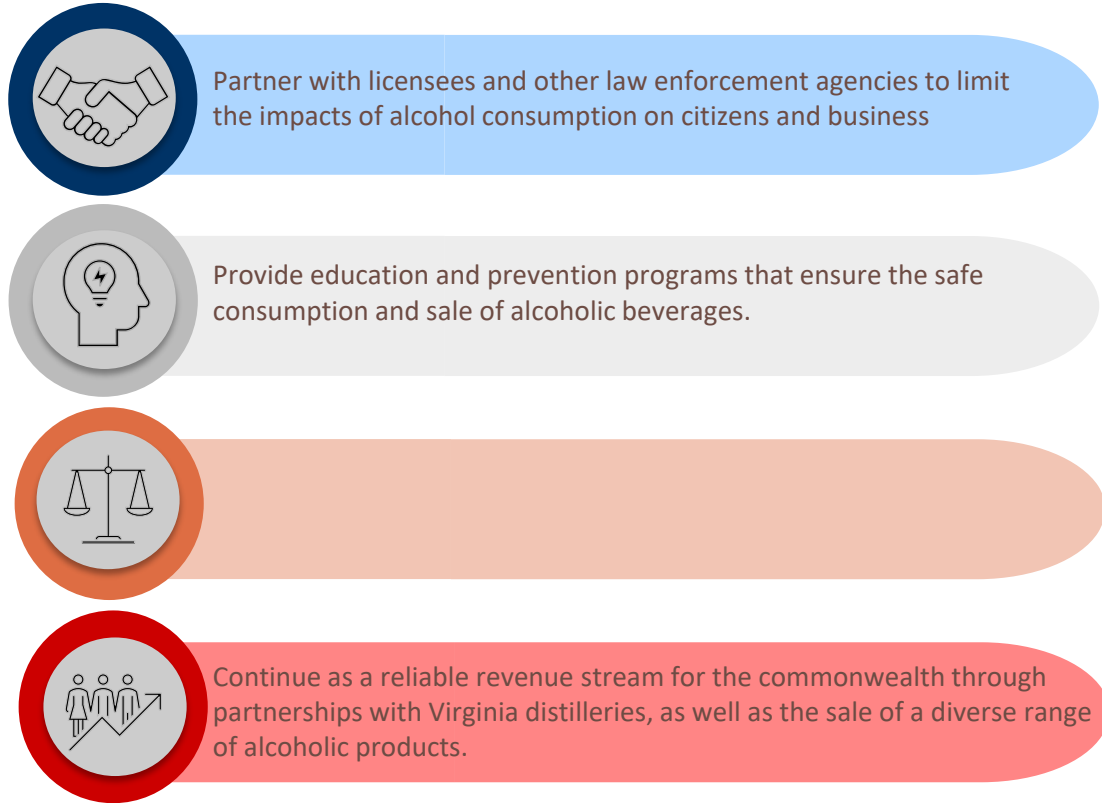 Partner with licensees and other law enforcement agencies to limit
the impacts of alcohol consumption on citizens and business
Provide education and prevention programs that ensure the safe
consumption and sale of alcoholic beverages.
Continue as a reliable revenue stream for the commonwealth through
partnerships with Virginia distilleries, as well as the sale of a diverse range
of alcoholic products.